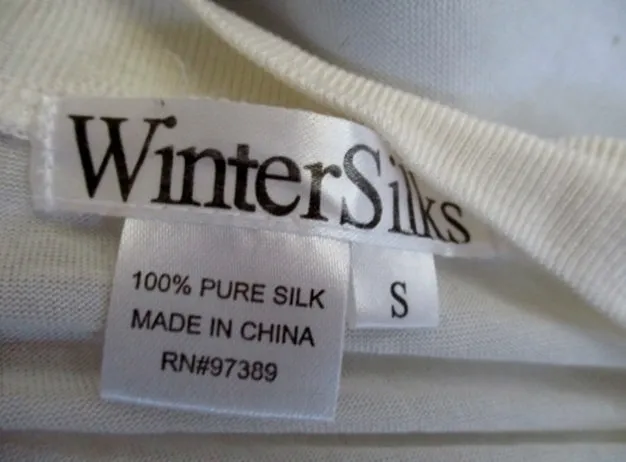 WinterSilks
100% PURE SILK
MADE IN CHINA
RN#97389
S